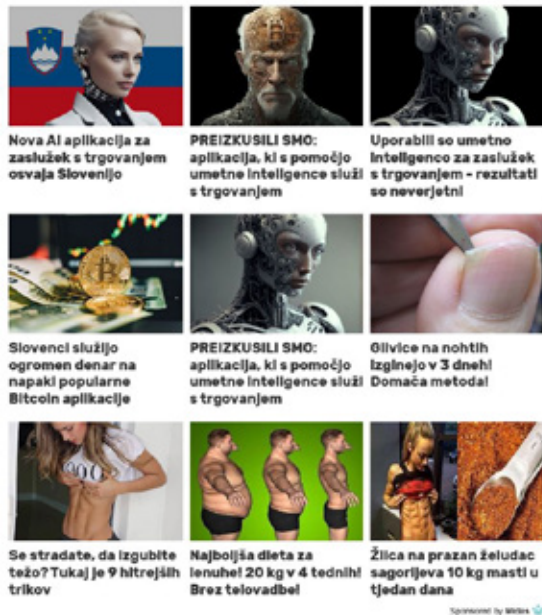 Nova AI aplikacija za
zaslužek s trgovanjem
osvaja Slovenijo
PREIZKUSILI SMO:
aplikacija, ki s pomočjo
umetne inteligence služi
s trgovanjem
Uporabili so umetno
inteligenco za zaslužek
s trgovanjem – rezultati
so neverjetni
Slovenci služijo
ogromen denar na
napaki popularne
Bitcoin aplikacije
PREIZKUSILI SMO:
aplikacija, ki s pomočjo
umetne inteligence služi
s trgovanjem
Glivice na nohtih
izginejo v 3 dneh!
Domača metoda!
Se stradate, da izgubite
težo? Tukaj je 9 hitrejših
trikov
Najboljša dieta za
lenuhe! 20 kg v 4 tednih!
Brez telovadbe!
Žlica na prazan želudac
sagorijeva 10 kg masti u
tjedan dana
Sponsored by Midas